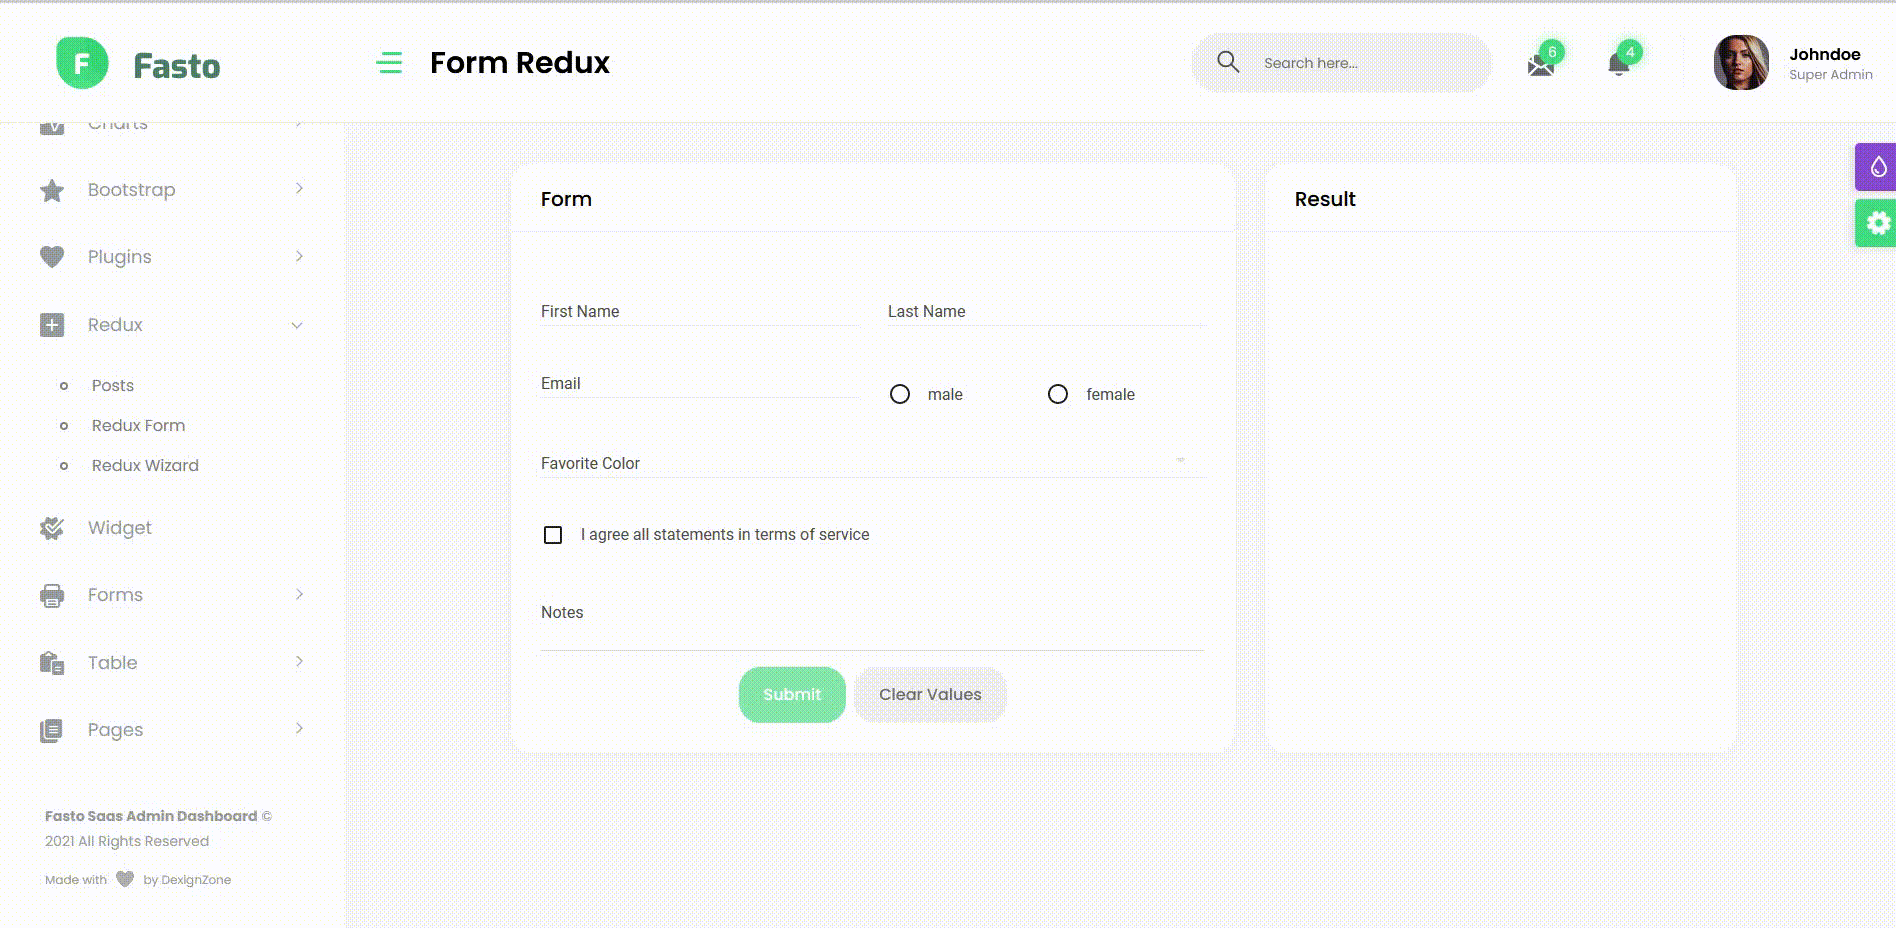 F Fasto
Form Redux
Search here...
6
4
Johndoe
Super Admin
Charts
Bootstrap
Plugins
Redux
Posts
Redux Form
Redux Wizard
Widget
Forms
Table
Pages
Fasto Saas Admin Dashboard ©
2021 All Rights Reserved
Made with by DexignZone
Form
First Name
Last Name
Email
male
female
Favorite Color
I agree all statements in terms of service
Notes
Submit
Clear Values
Result